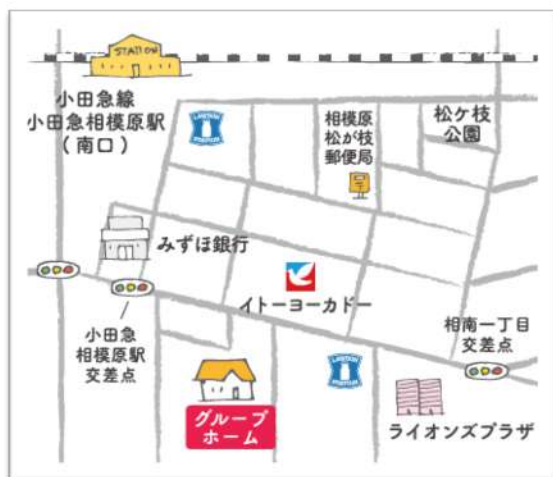 STATION
小田急線
小田急相模原駅
(南口)
LAWSON
STATION
相模原
松が枝
郵便局
松ケ枝
公園
みずほ銀行
イトーヨーカドー
小田急
相模原駅
交差点
相南一丁目
交差点
LAWSON
STATION
グループ
ホーム
ライオンズプラザ